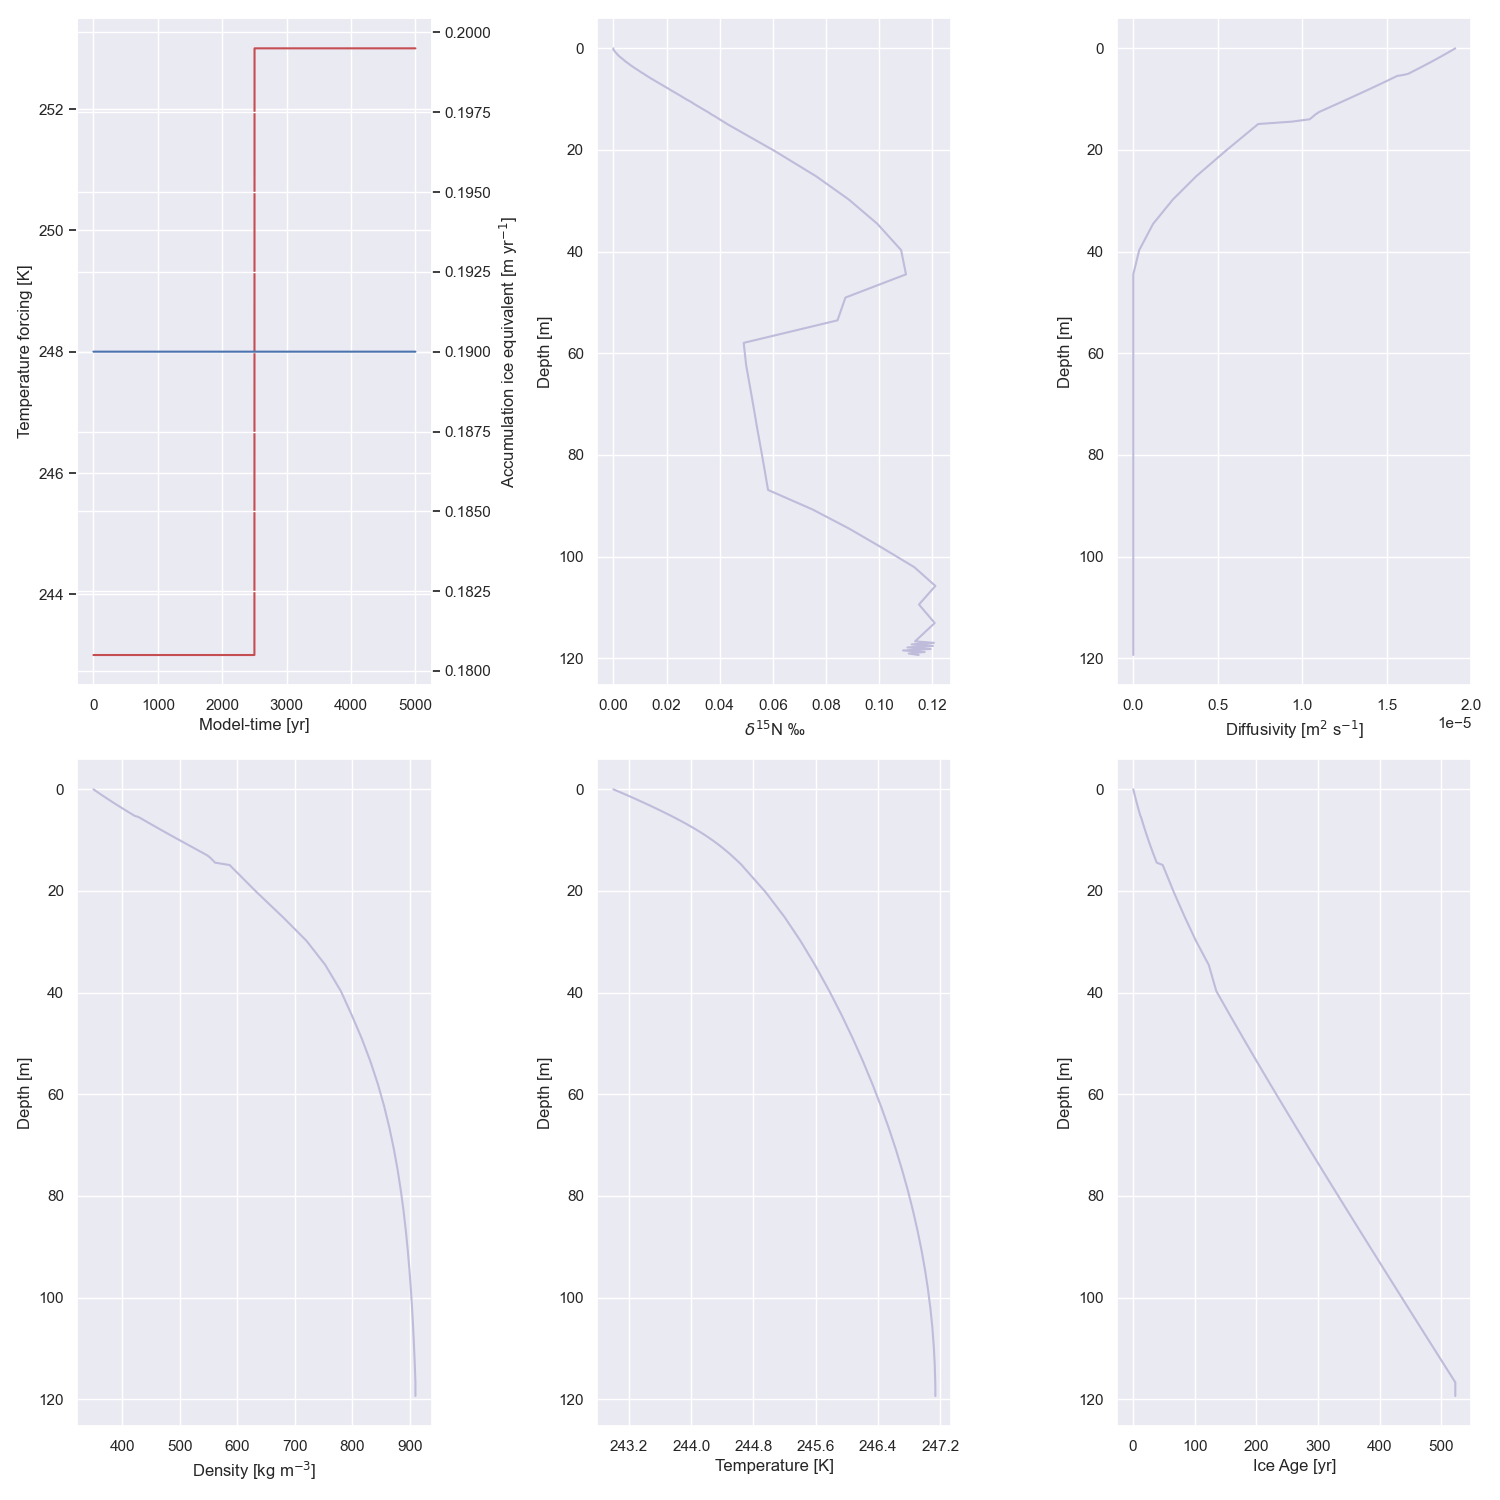 Temperature forcing [K]
252
250
248
246
244
0 1000 2000 3000 4000 5000
Model-time [yr]
0.2000
0.1975
0.1950
0.1925
0.1900
0.1875
0.1850
0.1825
0.1800
Accumulation ice equivalent [m yr⁻¹]
Depth [m]
0
20
40
60
80
100
120
0.00 0.02 0.04 0.06 0.08 0.10 0.12
δ¹⁵N ‰
Depth [m]
0
20
40
60
80
100
120
0.0 0.5 1.0 1.5 2.0
1e−5
Diffusivity [m² s⁻¹]
Depth [m]
0
20
40
60
80
100
120
400 500 600 700 800 900
Density [kg m⁻³]
Depth [m]
0
20
40
60
80
100
120
243.2 244.0 244.8 245.6 246.4 247.2
Temperature [K]
Depth [m]
0
20
40
60
80
100
120
0 100 200 300 400 500
Ice Age [yr]